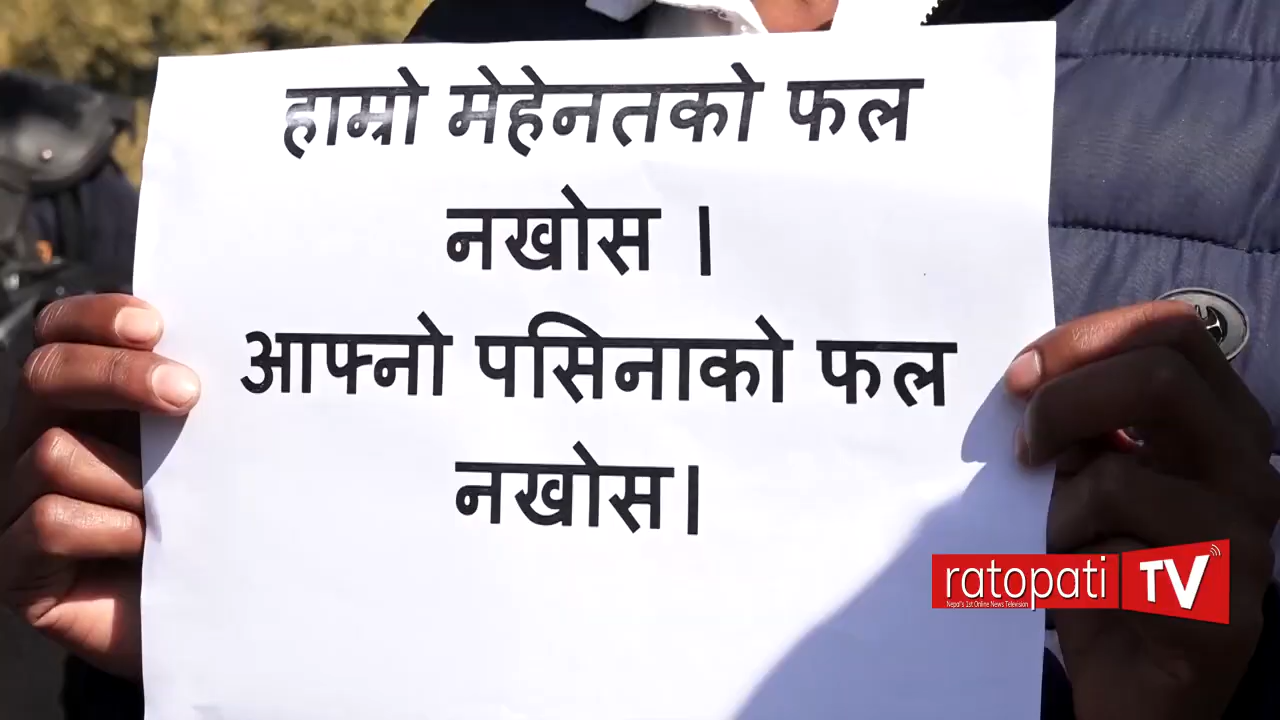 हाम्रो मेहेनतको फल
नखोस ।
आफ्नो पसिनाको फल
नखोस।
ratopati TV
Nepal's 1st Online News Television